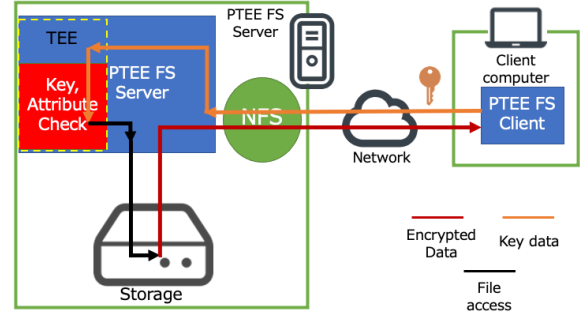 TEE
Key,
Attribute
Check
PTEE FS
Server
PTEE FS
Server
NFS
Network
Client
computer
PTEE FS
Client
Storage
Encrypted
Data
Key data
File
access